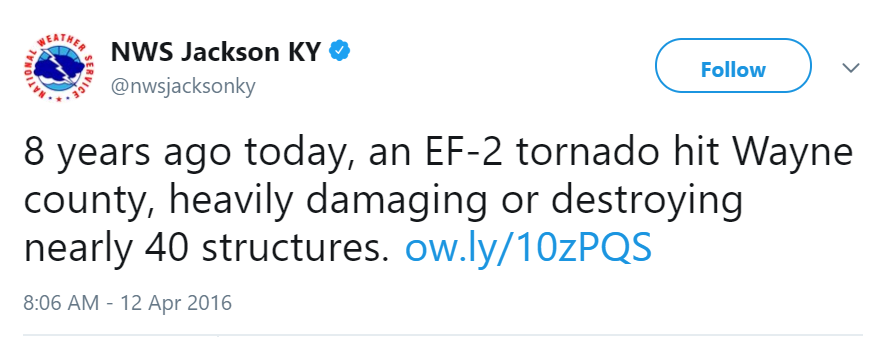 NATIONAL WEATHER SERVICE
NWS Jackson KY
@nwsjacksonky
Follow
8 years ago today, an EF-2 tornado hit Wayne
county, heavily damaging or destroying
nearly 40 structures. ow.ly/10zPQS
8:06 AM - 12 Apr 2016